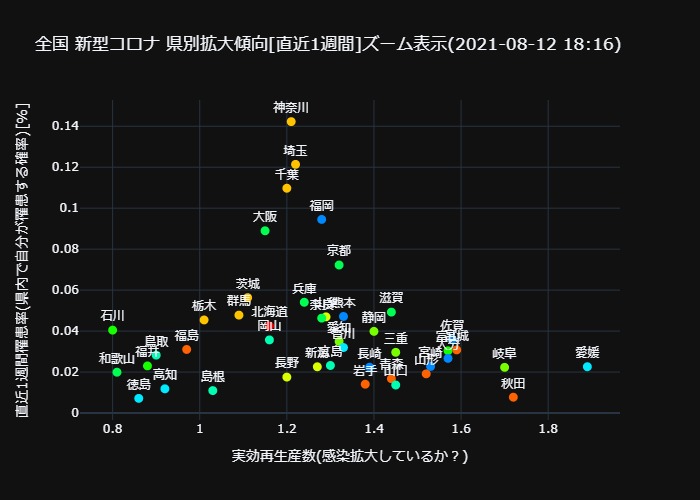 全国 新型コロナ 県別拡大傾向[直近1週間]ズーム表示(2021-08-12 18:16)
直近1週間罹患率(県内で自分が罹患する確率)[%]
0.14
0.12
0.1
0.08
0.06
0.04
0.02
0
神奈川
埼玉
千葉
福岡
大阪
京都
茨城
兵庫
滋賀
群馬
栃木
北海道
熊本
石川
岡山
静岡
愛知
佐賀
福島
鳥取
三重
福井
和歌山
長野
新潟
長崎
宮崎
岐阜
愛媛
高知
島根
岩手
青森
山口
山形
秋田
徳島
0.8
1
1.2
1.4
1.6
1.8
実効再生産数(感染拡大しているか？)